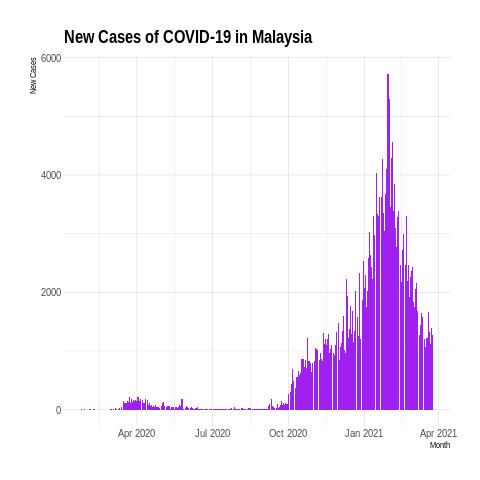 New Cases of COVID-19 in Malaysia
New Cases
6000
4000
2000
0
Apr 2020 Jul 2020 Oct 2020 Jan 2021 Apr 2021
Month